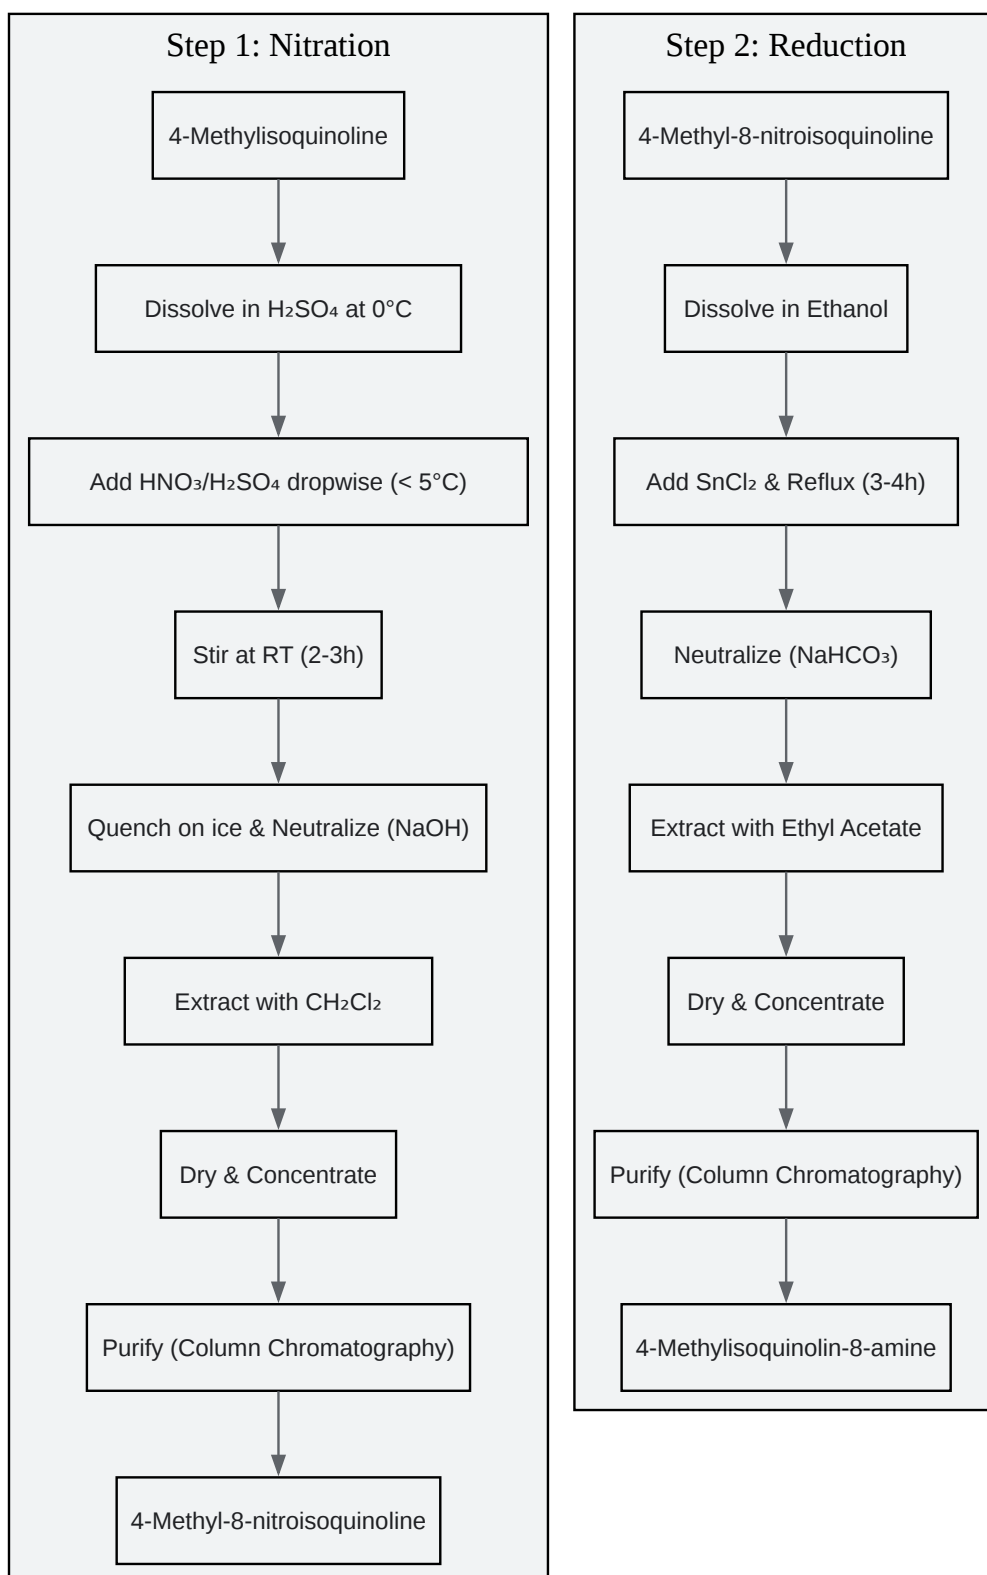 Step 1: Nitration
4-Methylisoquinoline
Dissolve in H₂SO₄ at 0°C
Add HNO₃/H₂SO₄ dropwise (< 5°C)
Stir at RT (2-3h)
Quench on ice & Neutralize (NaOH)
Extract with CH₂Cl₂
Dry & Concentrate
Purify (Column Chromatography)
4-Methyl-8-nitroisoquinoline
Step 2: Reduction
4-Methyl-8-nitroisoquinoline
Dissolve in Ethanol
Add SnCl₂ & Reflux (3-4h)
Neutralize (NaHCO₃)
Extract with Ethyl Acetate
Dry & Concentrate
Purify (Column Chromatography)
4-Methylisoquinolin-8-amine